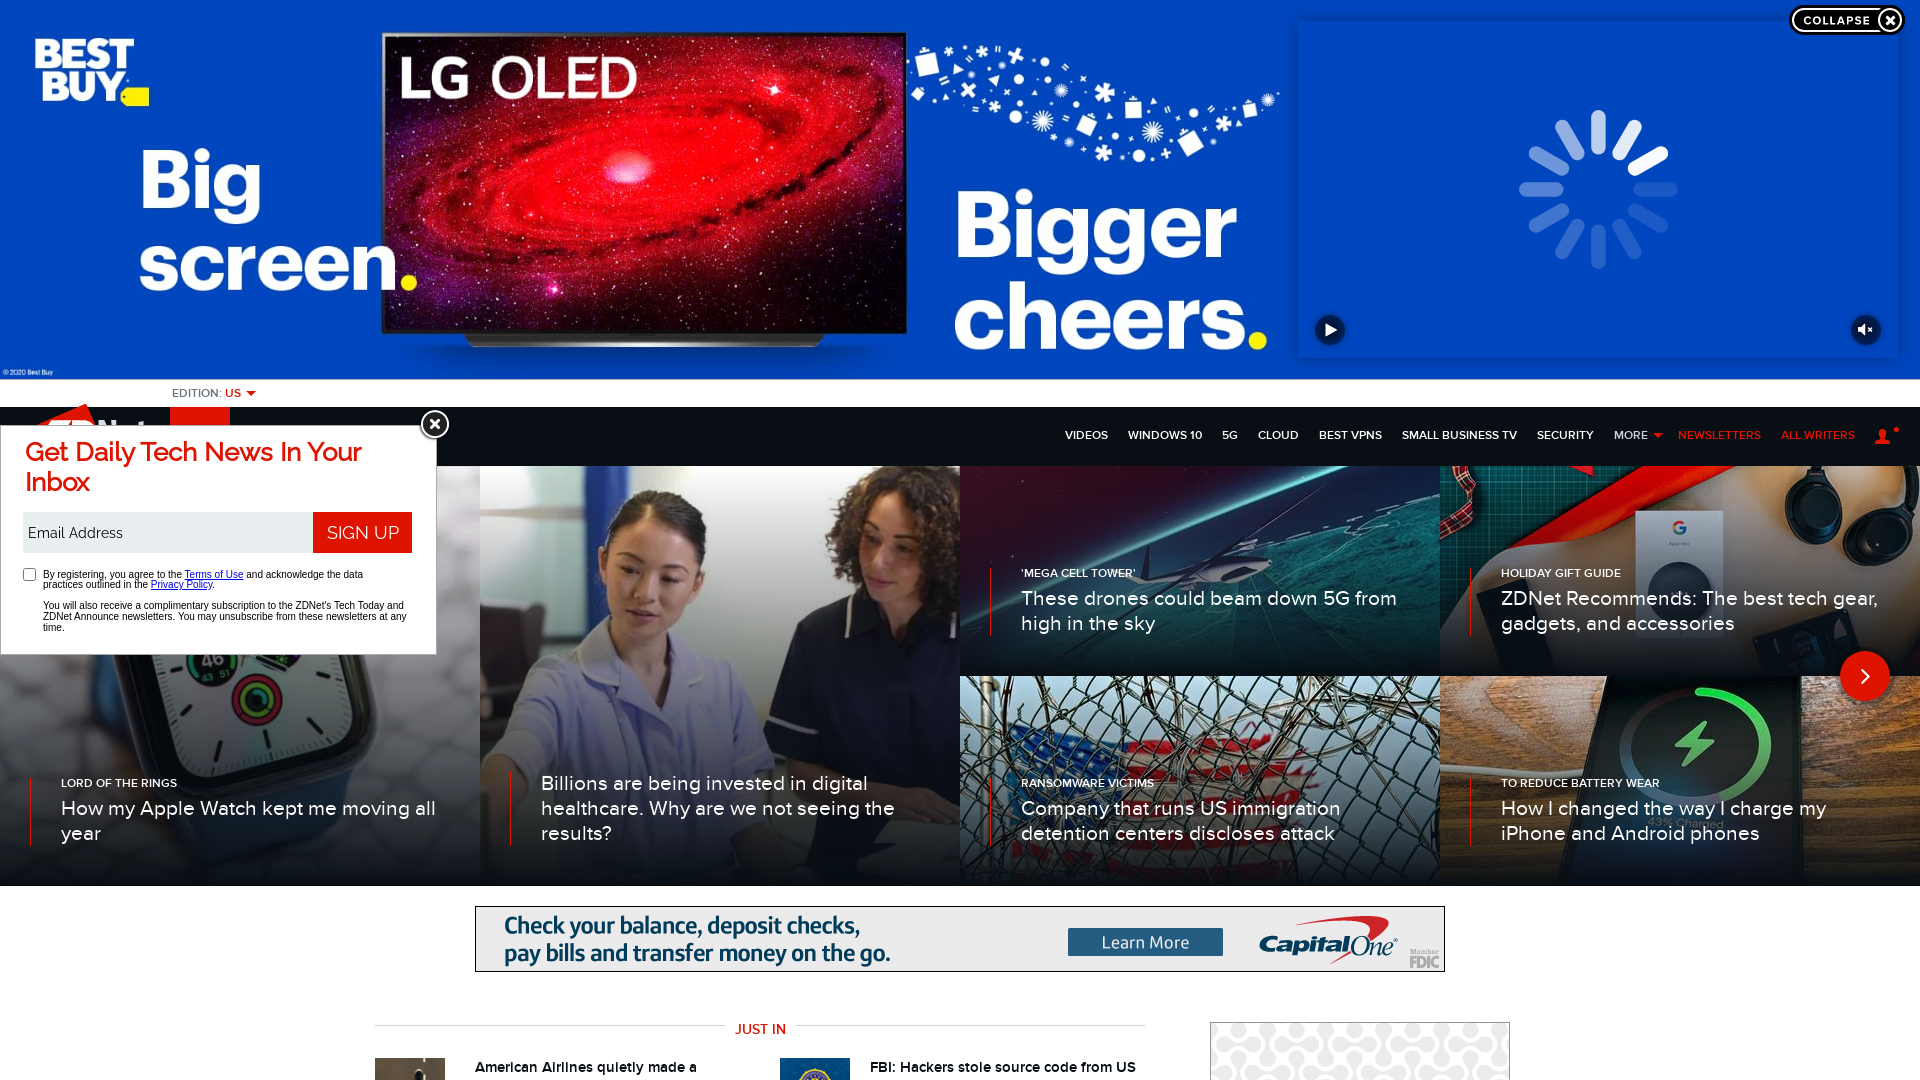 COLLAPSE
BEST
BUY
LG OLED
Big
screen.
Bigger
cheers.
© 2020 Best Buy
EDITION: US
VIDEOS WINDOWS 10 5G CLOUD BEST VPNS SMALL BUSINESS TV SECURITY MORE NEWSLETTERS ALL WRITERS
Get Daily Tech News In Your
Inbox
Email Address SIGN UP
By registering, you agree to the Terms of Use and acknowledge the data
practices outlined in the Privacy Policy.
You will also receive a complimentary subscription to the ZDNet's Tech Today and
ZDNet Announce newsletters. You may unsubscribe from these newsletters at any
time.
46
LORD OF THE RINGS
How my Apple Watch kept me moving all
year
Billions are being invested in digital
healthcare. Why are we not seeing the
results?
'MEGA CELL TOWER'
These drones could beam down 5G from
high in the sky
G
HOLIDAY GIFT GUIDE
ZDNet Recommends: The best tech gear,
gadgets, and accessories
RANSOMWARE VICTIMS
Company that runs US immigration
detention centers discloses attack
TO REDUCE BATTERY WEAR
How I changed the way I charge my
iPhone and Android phones
43% Charged
Check your balance, deposit checks,
pay bills and transfer money on the go.
Learn More
Capital One
Member
FDIC
JUST IN
American Airlines quietly made a
FBI: Hackers stole source code from US